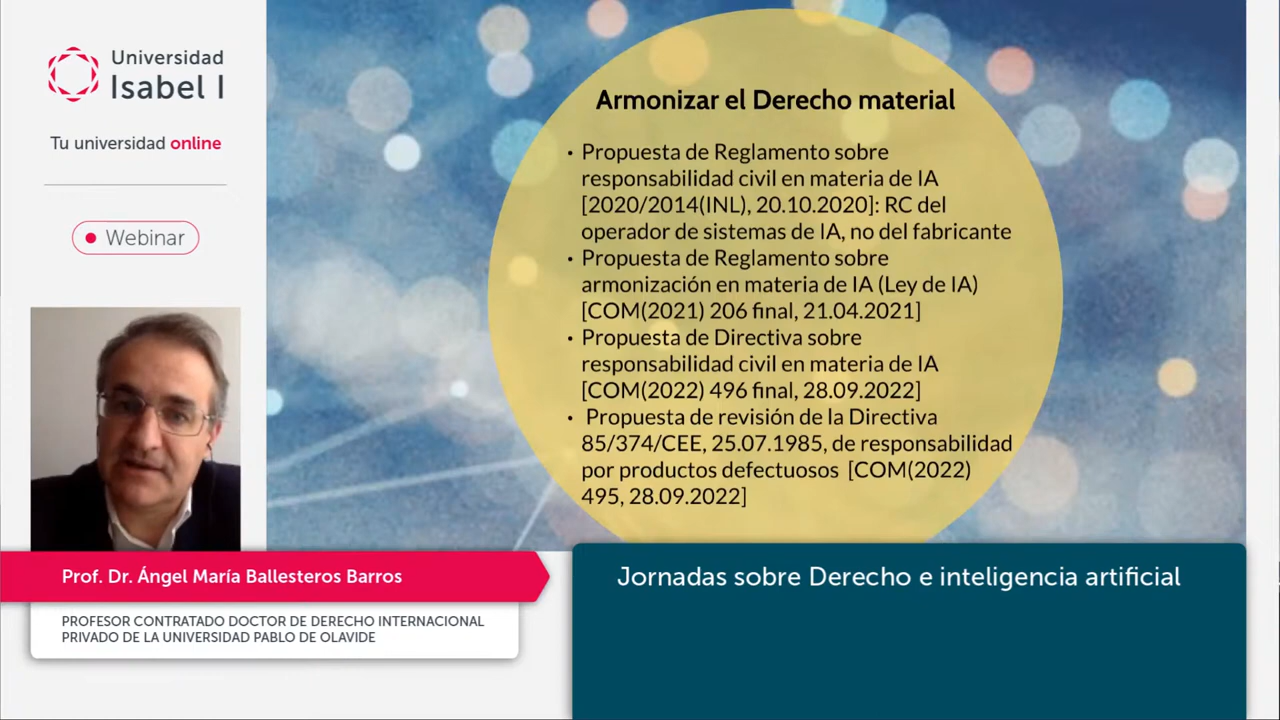 Universidad
Isabel I
Tu universidad online
Webinar
Armonizar el Derecho material
• Propuesta de Reglamento sobre
responsabilidad civil en materia de IA
[2020/2014(INL), 20.10.2020]: RC del
operador de sistemas de IA, no del fabricante
• Propuesta de Reglamento sobre
armonización en materia de IA (Ley de IA)
[COM(2021) 206 final, 21.04.2021]
• Propuesta de Directiva sobre
responsabilidad civil en materia de IA
[COM(2022) 496 final, 28.09.2022]
• Propuesta de revisión de la Directiva
85/374/CEE, 25.07.1985, de responsabilidad
por productos defectuosos [COM(2022)
495, 28.09.2022]
Prof. Dr. Ángel María Ballesteros Barros
PROFESOR CONTRATADO DOCTOR DE DERECHO INTERNACIONAL
PRIVADO DE LA UNIVERSIDAD PABLO DE OLAVIDE
Jornadas sobre Derecho e inteligencia artificial